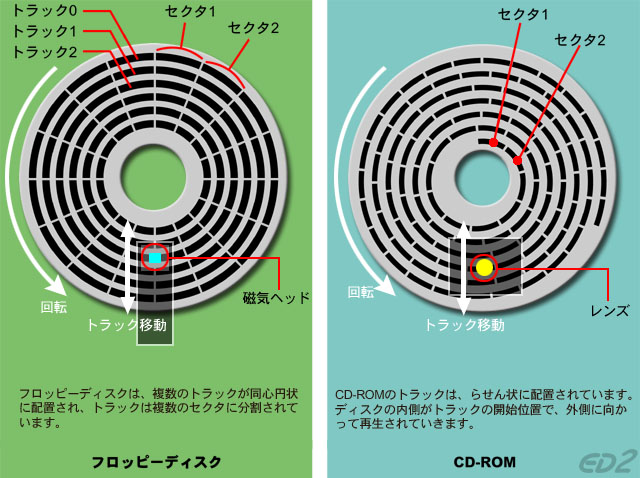 トラック0
トラック1
トラック2
セクタ1
セクタ2
回転
トラック移動
磁気ヘッド
フロッピーディスクは、複数のトラックが同心円状
に配置され、トラックは複数のセクタに分割されて
います。
フロッピーディスク
セクタ1
セクタ2
回転
トラック移動
レンズ
CD-ROMのトラックは、らせん状に配置されています。
ディスクの内側がトラックの開始位置で、外側に向か
って再生されていきます。
CD-ROM
ED2